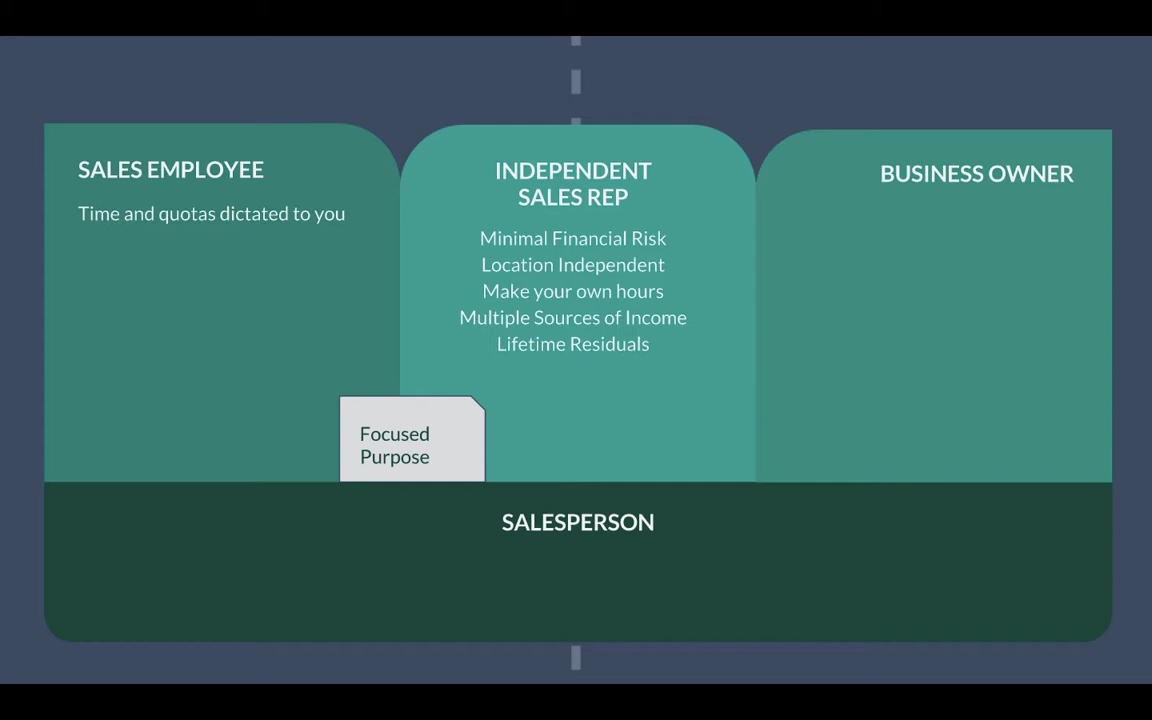 SALES EMPLOYEE
Time and quotas dictated to you
INDEPENDENT
SALES REP
Minimal Financial Risk
Location Independent
Make your own hours
Multiple Sources of Income
Lifetime Residuals
BUSINESS OWNER
Focused
Purpose
SALESPERSON